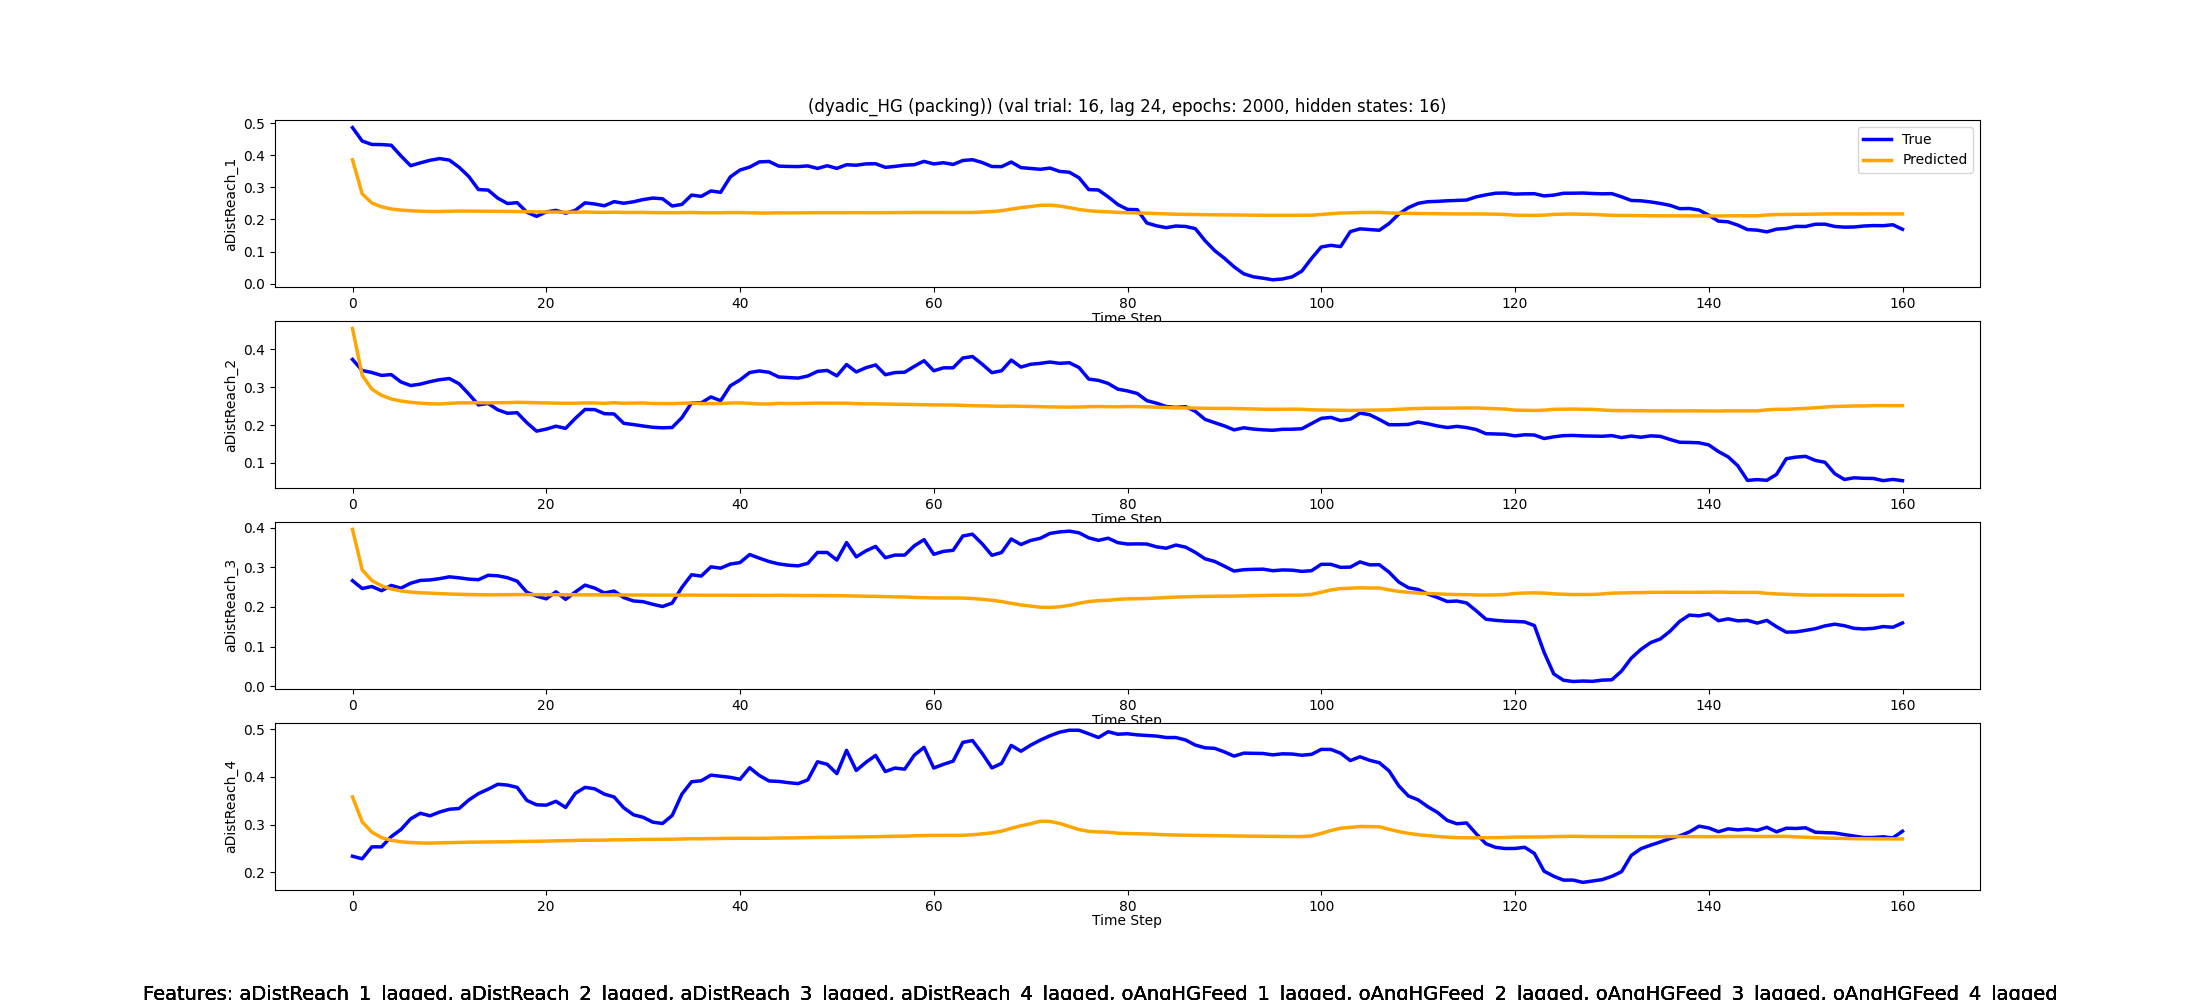 (dyadic_HG (packing)) (val trial: 16, lag 24, epochs: 2000, hidden states: 16)
True
Predicted
aDistReach_1
0.5
0.4
0.3
0.2
0.1
0.0
0 20 40 60 80 100 120 140 160
Time Step
aDistReach_2
0.4
0.3
0.2
0.1
0 20 40 60 80 100 120 140 160
Time Step
aDistReach_3
0.4
0.3
0.2
0.1
0.0
0 20 40 60 80 100 120 140 160
Time Step
aDistReach_4
0.5
0.4
0.3
0.2
0 20 40 60 80 100 120 140 160
Time Step
Features: aDistReach_1_lagged, aDistReach_2_lagged, aDistReach_3_lagged, aDistReach_4_lagged, oAngHGFeed_1_lagged, oAngHGFeed_2_lagged, oAngHGFeed_3_lagged, oAngHGFeed_4_lagged